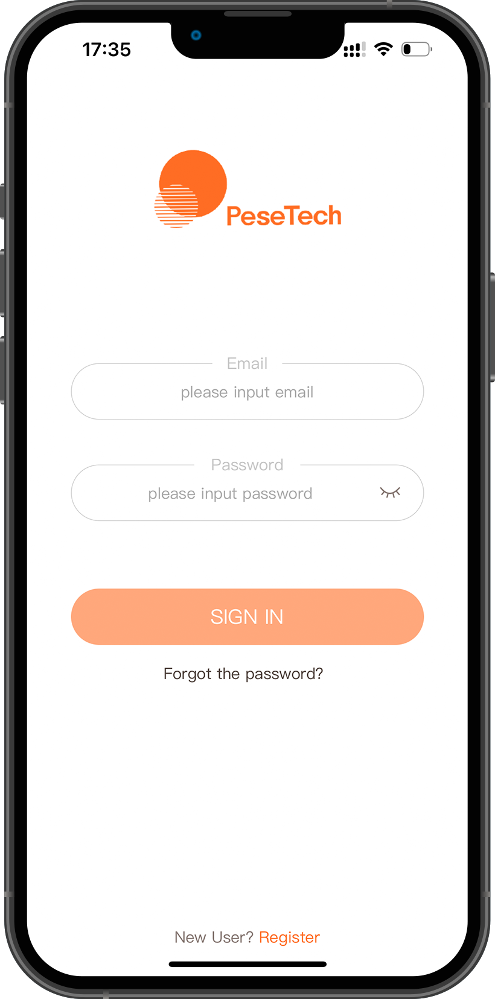 17:35
PeseTech
Email
please input email
Password
please input password
SIGN IN
Forgot the password?
New User? Register